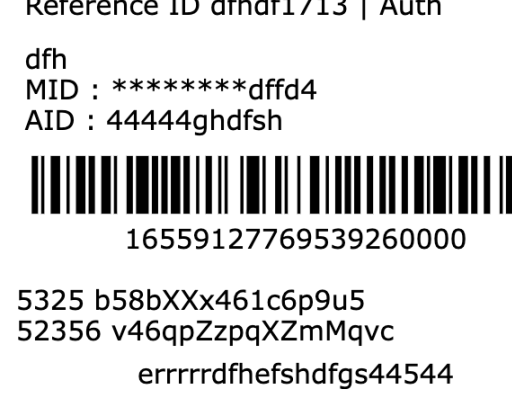 Reference ID dfhdf1713 | Auth
dfh
MID : ********dffd4
AID : 44444ghdfsh
16559127769539260000
5325 b58bXXx461c6p9u5
52356 v46qpZzpqXZmMqvc
errrrrdfhefshdfgs44544